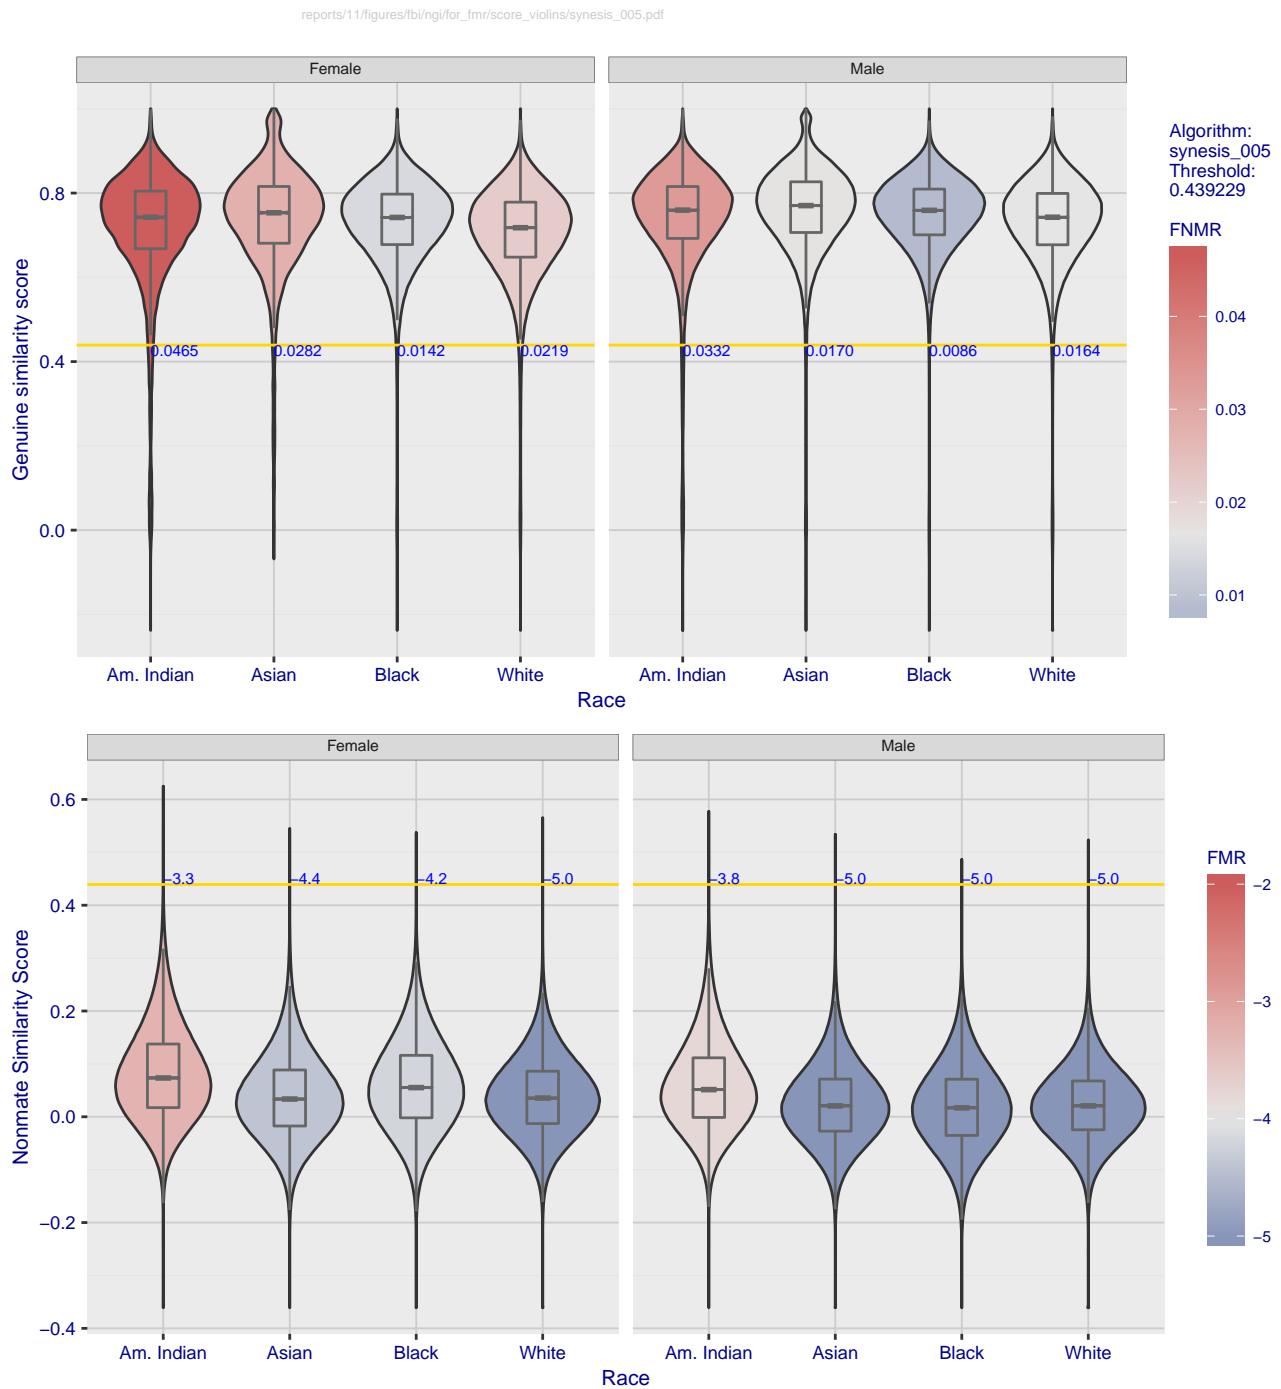 reports/11/figures/fbi/ngi/for_fmr/score_violins/synesis_005.pdf
Female
Male
Genuine similarity score
0.8
0.4
0.0
0.0465
0.0282
0.0142
0.0219
0.0332
0.0170
0.0086
0.0164
Am. Indian
Asian
Black
White
Am. Indian
Asian
Black
White
Race
Algorithm:
synesis_005
Threshold:
0.439229
FNMR
0.04
0.03
0.02
0.01
Female
Male
Nonmate Similarity Score
0.6
0.4
0.2
0.0
−0.2
−0.4
−3.3
−4.4
−4.2
−5.0
−3.8
−5.0
−5.0
−5.0
Am. Indian
Asian
Black
White
Am. Indian
Asian
Black
White
Race
FMR
−2
−3
−4
−5